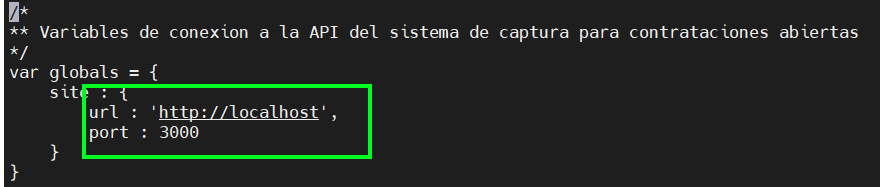 /*
** Variables de conexion a la API del sistema de captura para contrataciones abiertas
*/
var globals = {
    site : {
        url : 'http://localhost',
        port : 3000
    }
}